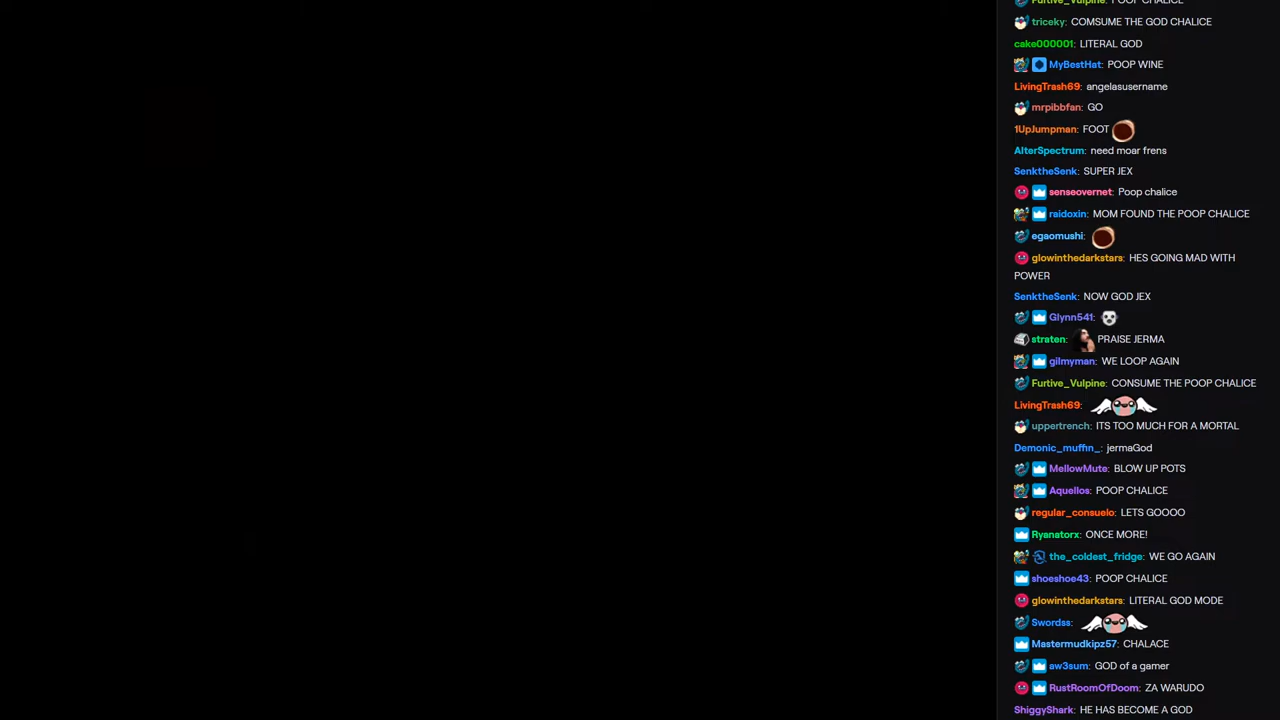 Furtive_Vulpine: POOP CHALICE
triceky: COMSUME THE GOD CHALICE
cake000001: LITERAL GOD
MyBestHat: POOP WINE
LivingTrash69: angelasusername
mrpibbfan: GO
1UpJumpman: FOOT
AlterSpectrum: need moar frens
SenktheSenk: SUPER JEX
senseovernet: Poop chalice
raidoxin: MOM FOUND THE POOP CHALICE
egaomushi:
glowinthedarkstars: HES GOING MAD WITH
POWER
SenktheSenk: NOW GOD JEX
Glynn541:
straten: PRAISE JERMA
gilmyman: WE LOOP AGAIN
Furtive_Vulpine: CONSUME THE POOP CHALICE
LivingTrash69:
uppertrench: ITS TOO MUCH FOR A MORTAL
Demonic_muffin_: jermaGod
MellowMute: BLOW UP POTS
Aquellos: POOP CHALICE
regular_consuelo: LETS GOOOO
Ryanatorx: ONCE MORE!
the_coldest_fridge: WE GO AGAIN
shoeshoe43: POOP CHALICE
glowinthedarkstars: LITERAL GOD MODE
Swordss:
Mastermudkipz57: CHALACE
aw3sum: GOD of a gamer
RustRoomOfDoom: ZA WARUDO
ShiggyShark: HE HAS BECOME A GOD